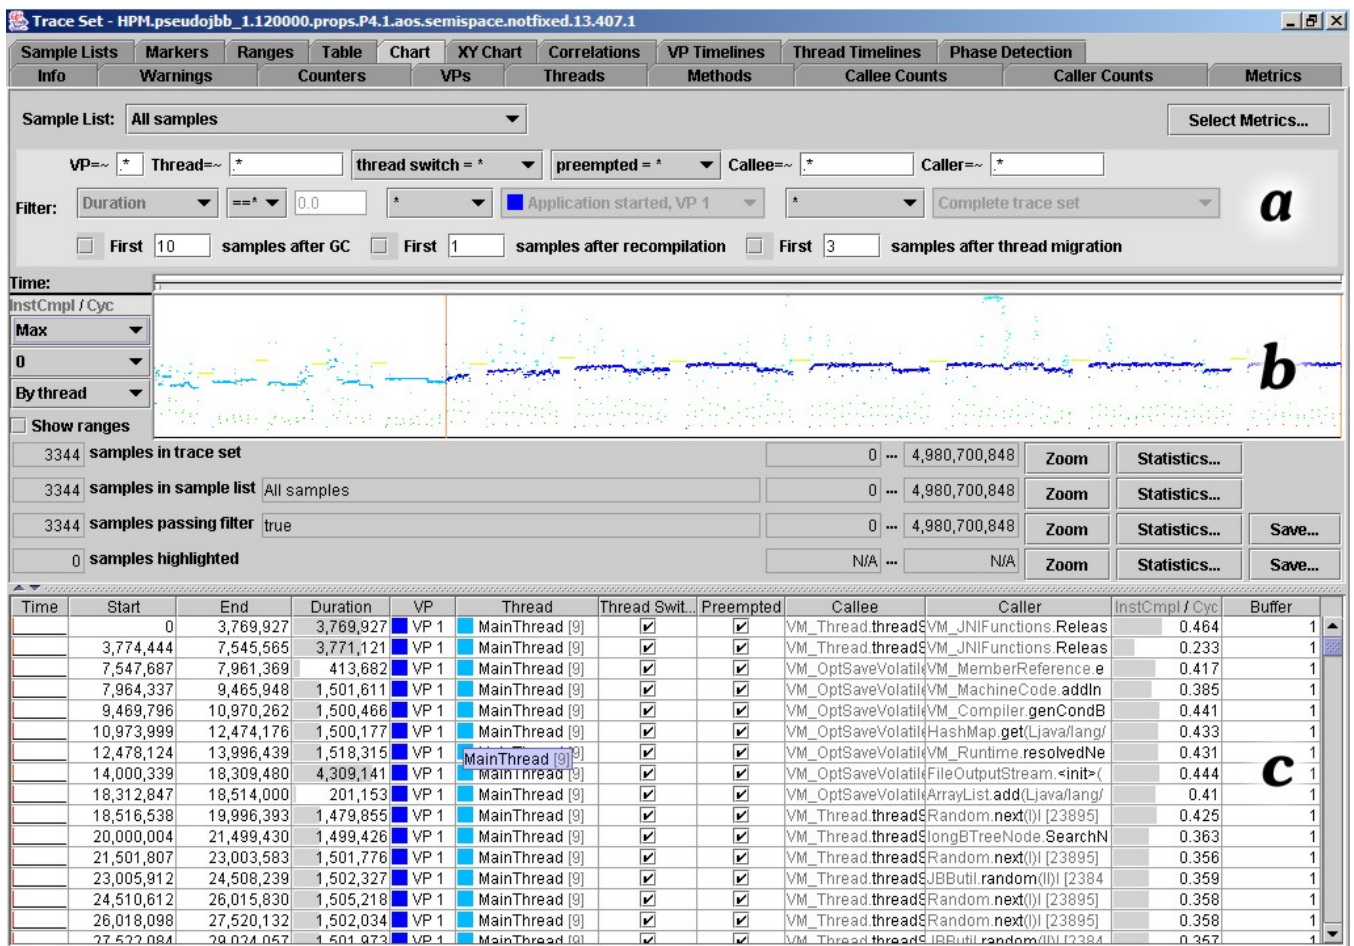 Trace Set - HPM.pseudojbb_1.120000.props.P4.1.aos.semispace.notfixed.13.407.1
Sample Lists Markers Ranges Table Chart XY Chart Correlations VP Timelines Thread Timelines Phase Detection
Info Warnings Counters VPs Threads Methods Callee Counts Caller Counts Metrics
Sample List: All samples Select Metrics...
VP=~ .* Thread=~ .* thread switch = * preempted = * Callee=~ .* Caller=~ .*
Filter: Duration ==* 0.0 * Application started, VP 1 * Complete trace set a
First 10 samples after GC First 1 samples after recompilation First 3 samples after thread migration
Time:
InstCmpl / Cyc
Max
0
By thread
b
Show ranges
3344 samples in trace set 0 ... 4,980,700,848 Zoom Statistics...
3344 samples in sample list All samples 0 ... 4,980,700,848 Zoom Statistics...
3344 samples passing filter true 0 ... 4,980,700,848 Zoom Statistics... Save...
0 samples highlighted N/A ... N/A Zoom Statistics... Save...
Time Start End Duration VP Thread Thread Swit... Preempted Callee Caller InstCmpl / Cyc Buffer
0 3,769,927 3,769,927 VP 1 MainThread [9] VM_Thread.threadS VM_JNIFunctions.Releas 0.464 1
3,774,444 7,545,565 3,771,121 VP 1 MainThread [9] VM_Thread.threadS VM_JNIFunctions.Releas 0.233 1
7,547,687 7,961,369 413,682 VP 1 MainThread [9] VM_OptSaveVolatile VM_MemberReference.e 0.417 1
7,964,337 9,465,948 1,501,611 VP 1 MainThread [9] VM_OptSaveVolatile VM_MachineCode.addIn 0.385 1
9,469,796 10,970,262 1,500,466 VP 1 MainThread [9] VM_OptSaveVolatile VM_Compiler.genCondB 0.441 1
10,973,999 12,474,176 1,500,177 VP 1 MainThread [9] VM_OptSaveVolatile HashMap.get(Ljava/lang/ 0.433 1
12,478,124 13,996,439 1,518,315 VP 1 MainThread [9] VM_OptSaveVolatile VM_Runtime.resolvedNe 0.431 1
MainThread [9]
14,000,339 18,309,480 4,309,141 VP 1 MainThread [9] VM_OptSaveVolatile FileOutputStream.<init>( 0.444 c 1
18,312,847 18,514,000 201,153 VP 1 MainThread [9] VM_OptSaveVolatile ArrayList.add(Ljava/lang/ 0.41 1
18,516,538 19,996,393 1,479,855 VP 1 MainThread [9] VM_OptSaveVolatile Random.next(I)I [23895] 0.425 1
20,000,004 21,499,430 1,499,426 VP 1 MainThread [9] VM_Thread.threadS longBTreeNode.SearchN 0.363 1
21,501,807 23,003,583 1,501,776 VP 1 MainThread [9] VM_Thread.threadS Random.next(I)I [23895] 0.356 1
23,005,912 24,508,239 1,502,327 VP 1 MainThread [9] VM_Thread.threadS JBButil.random(II)I [2384 0.359 1
24,510,612 26,015,830 1,505,218 VP 1 MainThread [9] VM_Thread.threadS Random.next(I)I [23895] 0.358 1
26,018,098 27,520,132 1,502,034 VP 1 MainThread [9] VM_Thread.threadS Random.next(I)I [23895] 0.358 1
27,522,084 29,024,057 1,501,973 VP 1 MainThread [9] VM_Thread.threadS JBButil.random(II)I [2384 0.357 1